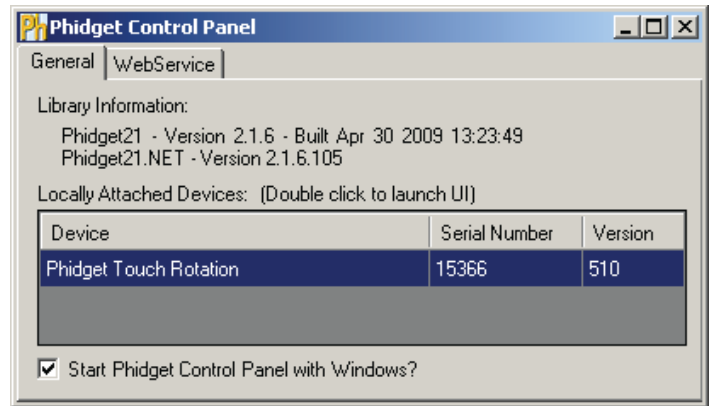 Ph Phidget Control Panel
General WebService
Library Information:
Phidget21 - Version 2.1.6 - Built Apr 30 2009 13:23:49
Phidget21.NET - Version 2.1.6.105
Locally Attached Devices: (Double click to launch UI)
Device Serial Number Version
Phidget Touch Rotation 15366 510
Start Phidget Control Panel with Windows?